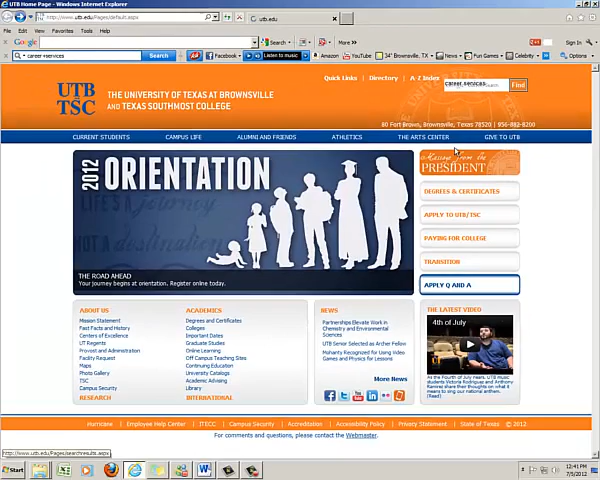 UTB Home Page - Windows Internet Explorer
http://www.utb.edu/Pages/default.aspx
utb.edu
File Edit View Favorites Tools Help
Google
Search
More »
Sign In
career +services
Search
Facebook
Listen to music
Amazon
YouTube
34° Brownsville, TX
News
Fun Games
Celebrity
Options
Quick Links | Directory | A-Z Index
career services
Find
UTB
TSC
THE UNIVERSITY OF TEXAS AT BROWNSVILLE
AND TEXAS SOUTHMOST COLLEGE
80 Fort Brown, Brownsville, Texas 78520 | 956-882-8200
CURRENT STUDENTS
CAMPUS LIFE
ALUMNI AND FRIENDS
ATHLETICS
THE ARTS CENTER
GIVE TO UTB
2012 ORIENTATION
LIFE'S a journey
NOT A destination
THE ROAD AHEAD
Your journey begins at orientation. Register online today.
Message from the
PRESIDENT
DEGREES & CERTIFICATES
APPLY TO UTB/TSC
PAYING FOR COLLEGE
TRANSITION
APPLY Q AND A
ABOUT US
Mission Statement
Fast Facts and History
Centers of Excellence
UT Regents
Provost and Administration
Facility Request
Maps
Photo Gallery
TSC
Campus Security
RESEARCH
ACADEMICS
Degrees and Certificates
Colleges
Important Dates
Graduate Studies
Online Learning
Off Campus Teaching Sites
Continuing Education
University Catalogs
Academic Advising
Library
INTERNATIONAL
NEWS
Partnerships Elevate Work in
Chemistry and Environmental
Sciences
UTB Senior Selected as Archer Fellow
Mohanty Recognized for Using Video
Games and Physics for Lessons
More News
THE LATEST VIDEO
4th of July
As the Fourth of July nears, UTB Music
students Victoria Rodriguez and Anthony
Ramirez share their thoughts on what it
means to sing our national anthem.
(Read)
Hurricane | Employee Help Center | ITECC | Campus Security | Accreditation | Accessibility Policy | Privacy Statement | State of Texas © 2012
For comments and questions, please contact the Webmaster.
http://www.utb.edu/Pages/searchresults.aspx
Start
12:41 PM
7/5/2012